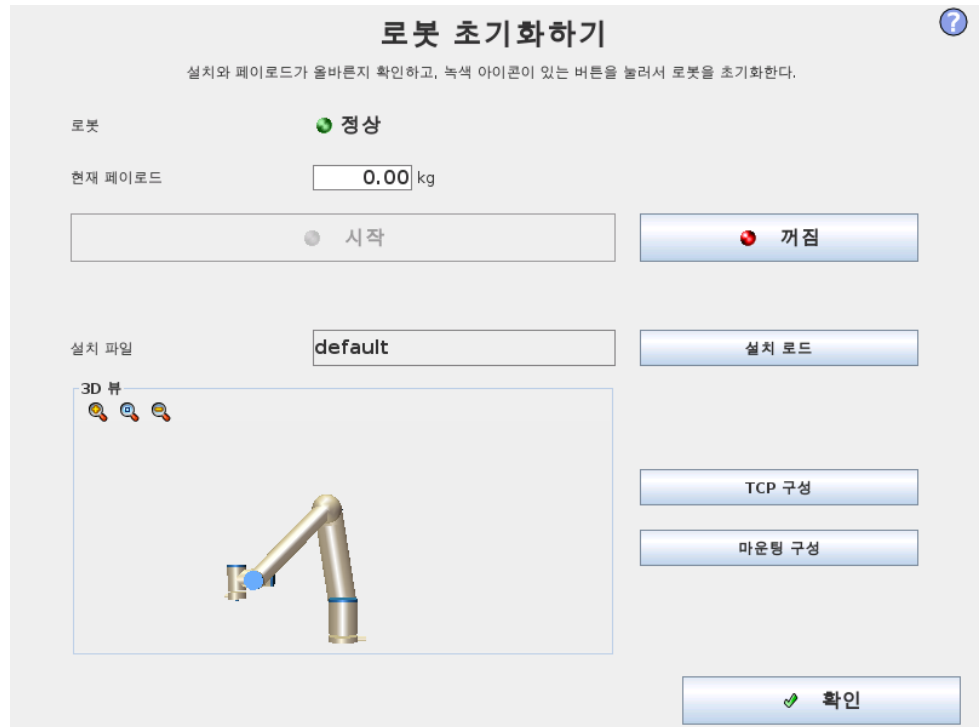 로봇 초기화하기
?
설치와 페이로드가 올바른지 확인하고, 녹색 아이콘이 있는 버튼을 눌러서 로봇을 초기화한다.
로봇 정상
현재 페이로드 0.00 kg
시작 꺼짐
설치 파일 default 설치 로드
3D 뷰
TCP 구성
마운팅 구성
확인